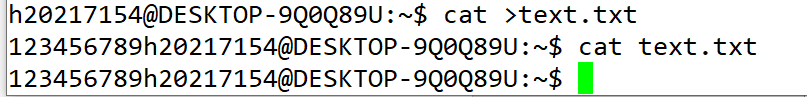 h20217154@DESKTOP-9Q0Q89U:~$ cat >text.txt
123456789h20217154@DESKTOP-9Q0Q89U:~$ cat text.txt
123456789h20217154@DESKTOP-9Q0Q89U:~$